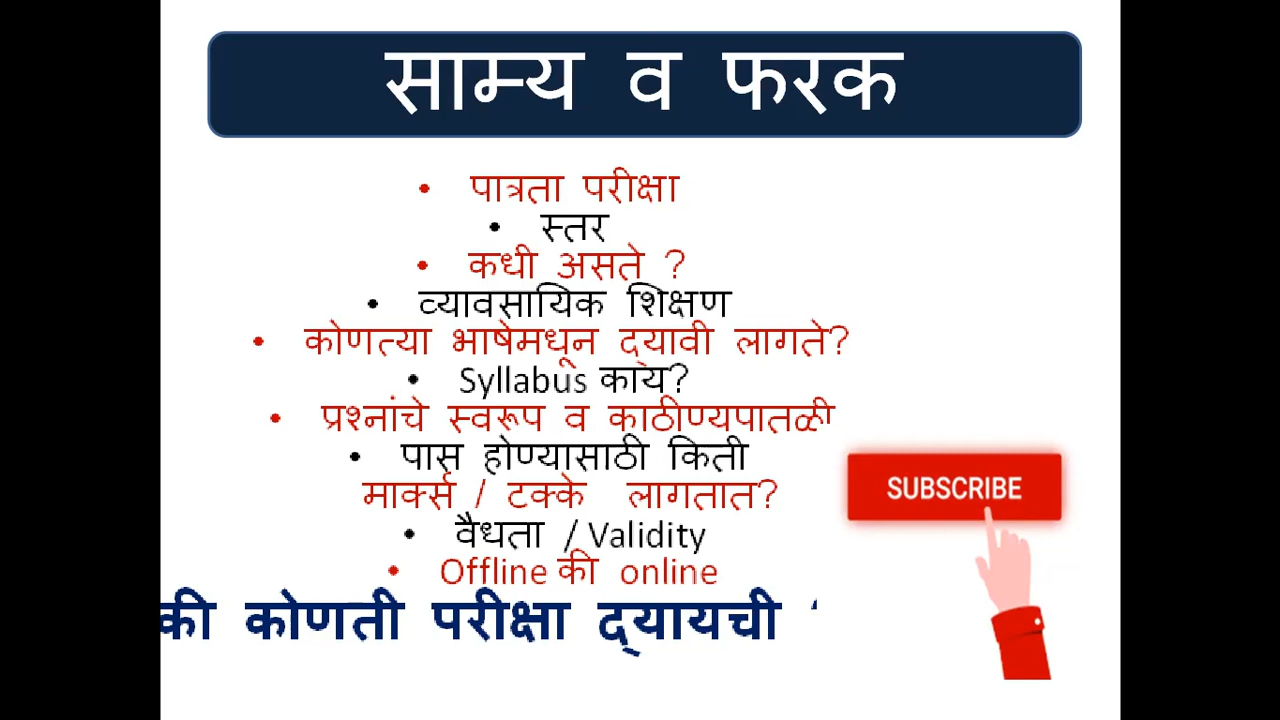 साम्य व फरक
• पात्रता परीक्षा
• स्तर
• कधी असते ?
• व्यावसायिक शिक्षण
• कोणत्या भाषेमधून द्‌यावी लागते?
• Syllabus काय?
• प्रश्नांचे स्वरूप व काठीण्यपातळी
• पास होण्यासाठी किती
मार्क्स / टक्के लागतात?
• वैधता / Validity
• Offline की online
की कोणती परीक्षा द्‌यायची
SUBSCRIBE